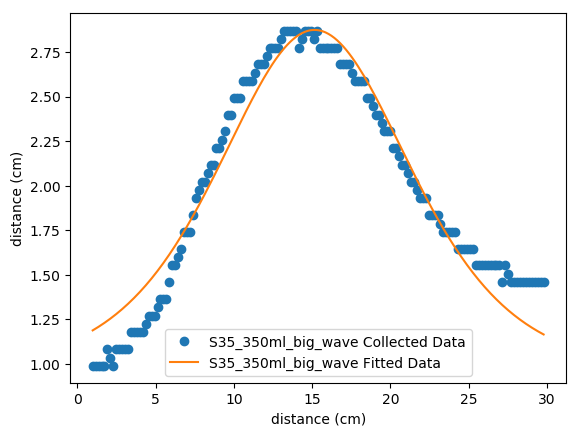 2.75
2.50
2.25
2.00
1.75
1.50
1.25
1.00
distance (cm)
S35_350ml_big_wave Collected Data
S35_350ml_big_wave Fitted Data
0 5 10 15 20 25 30
distance (cm)